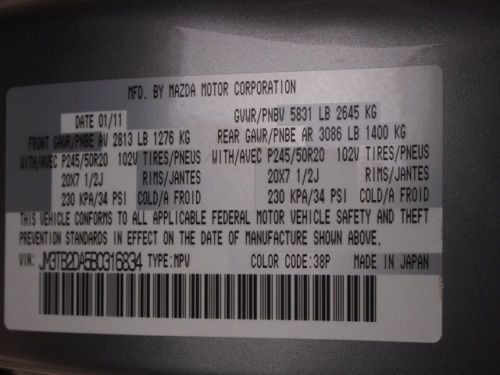 MFD. BY MAZDA MOTOR CORPORATION
DATE 01/11 GVWR/PNBV 5831 LB 2645 KG
FRONT GAWR/PNBE AV 2813 LB 1276 KG REAR GAWR/PNBE AR 3086 LB 1400 KG
WITH/AVEC P245/50R20 102V TIRES/PNEUS WITH/AVEC P245/50R20 102V TIRES/PNEUS
20X7 1/2J RIMS/JANTES 20X7 1/2J RIMS/JANTES
230 KPA/34 PSI COLD/A FROID 230 KPA/34 PSI COLD/A FROID
THIS VEHICLE CONFORMS TO ALL APPLICABLE FEDERAL MOTOR VEHICLE SAFETY AND THEFT
PREVENTION STANDARDS IN EFFECT ON THE DATE OF MANUFACTURE SHOWN ABOVE.
VIN: JM3TB2DA5B0316834 TYPE:MPV COLOR CODE:38P MADE IN JAPAN